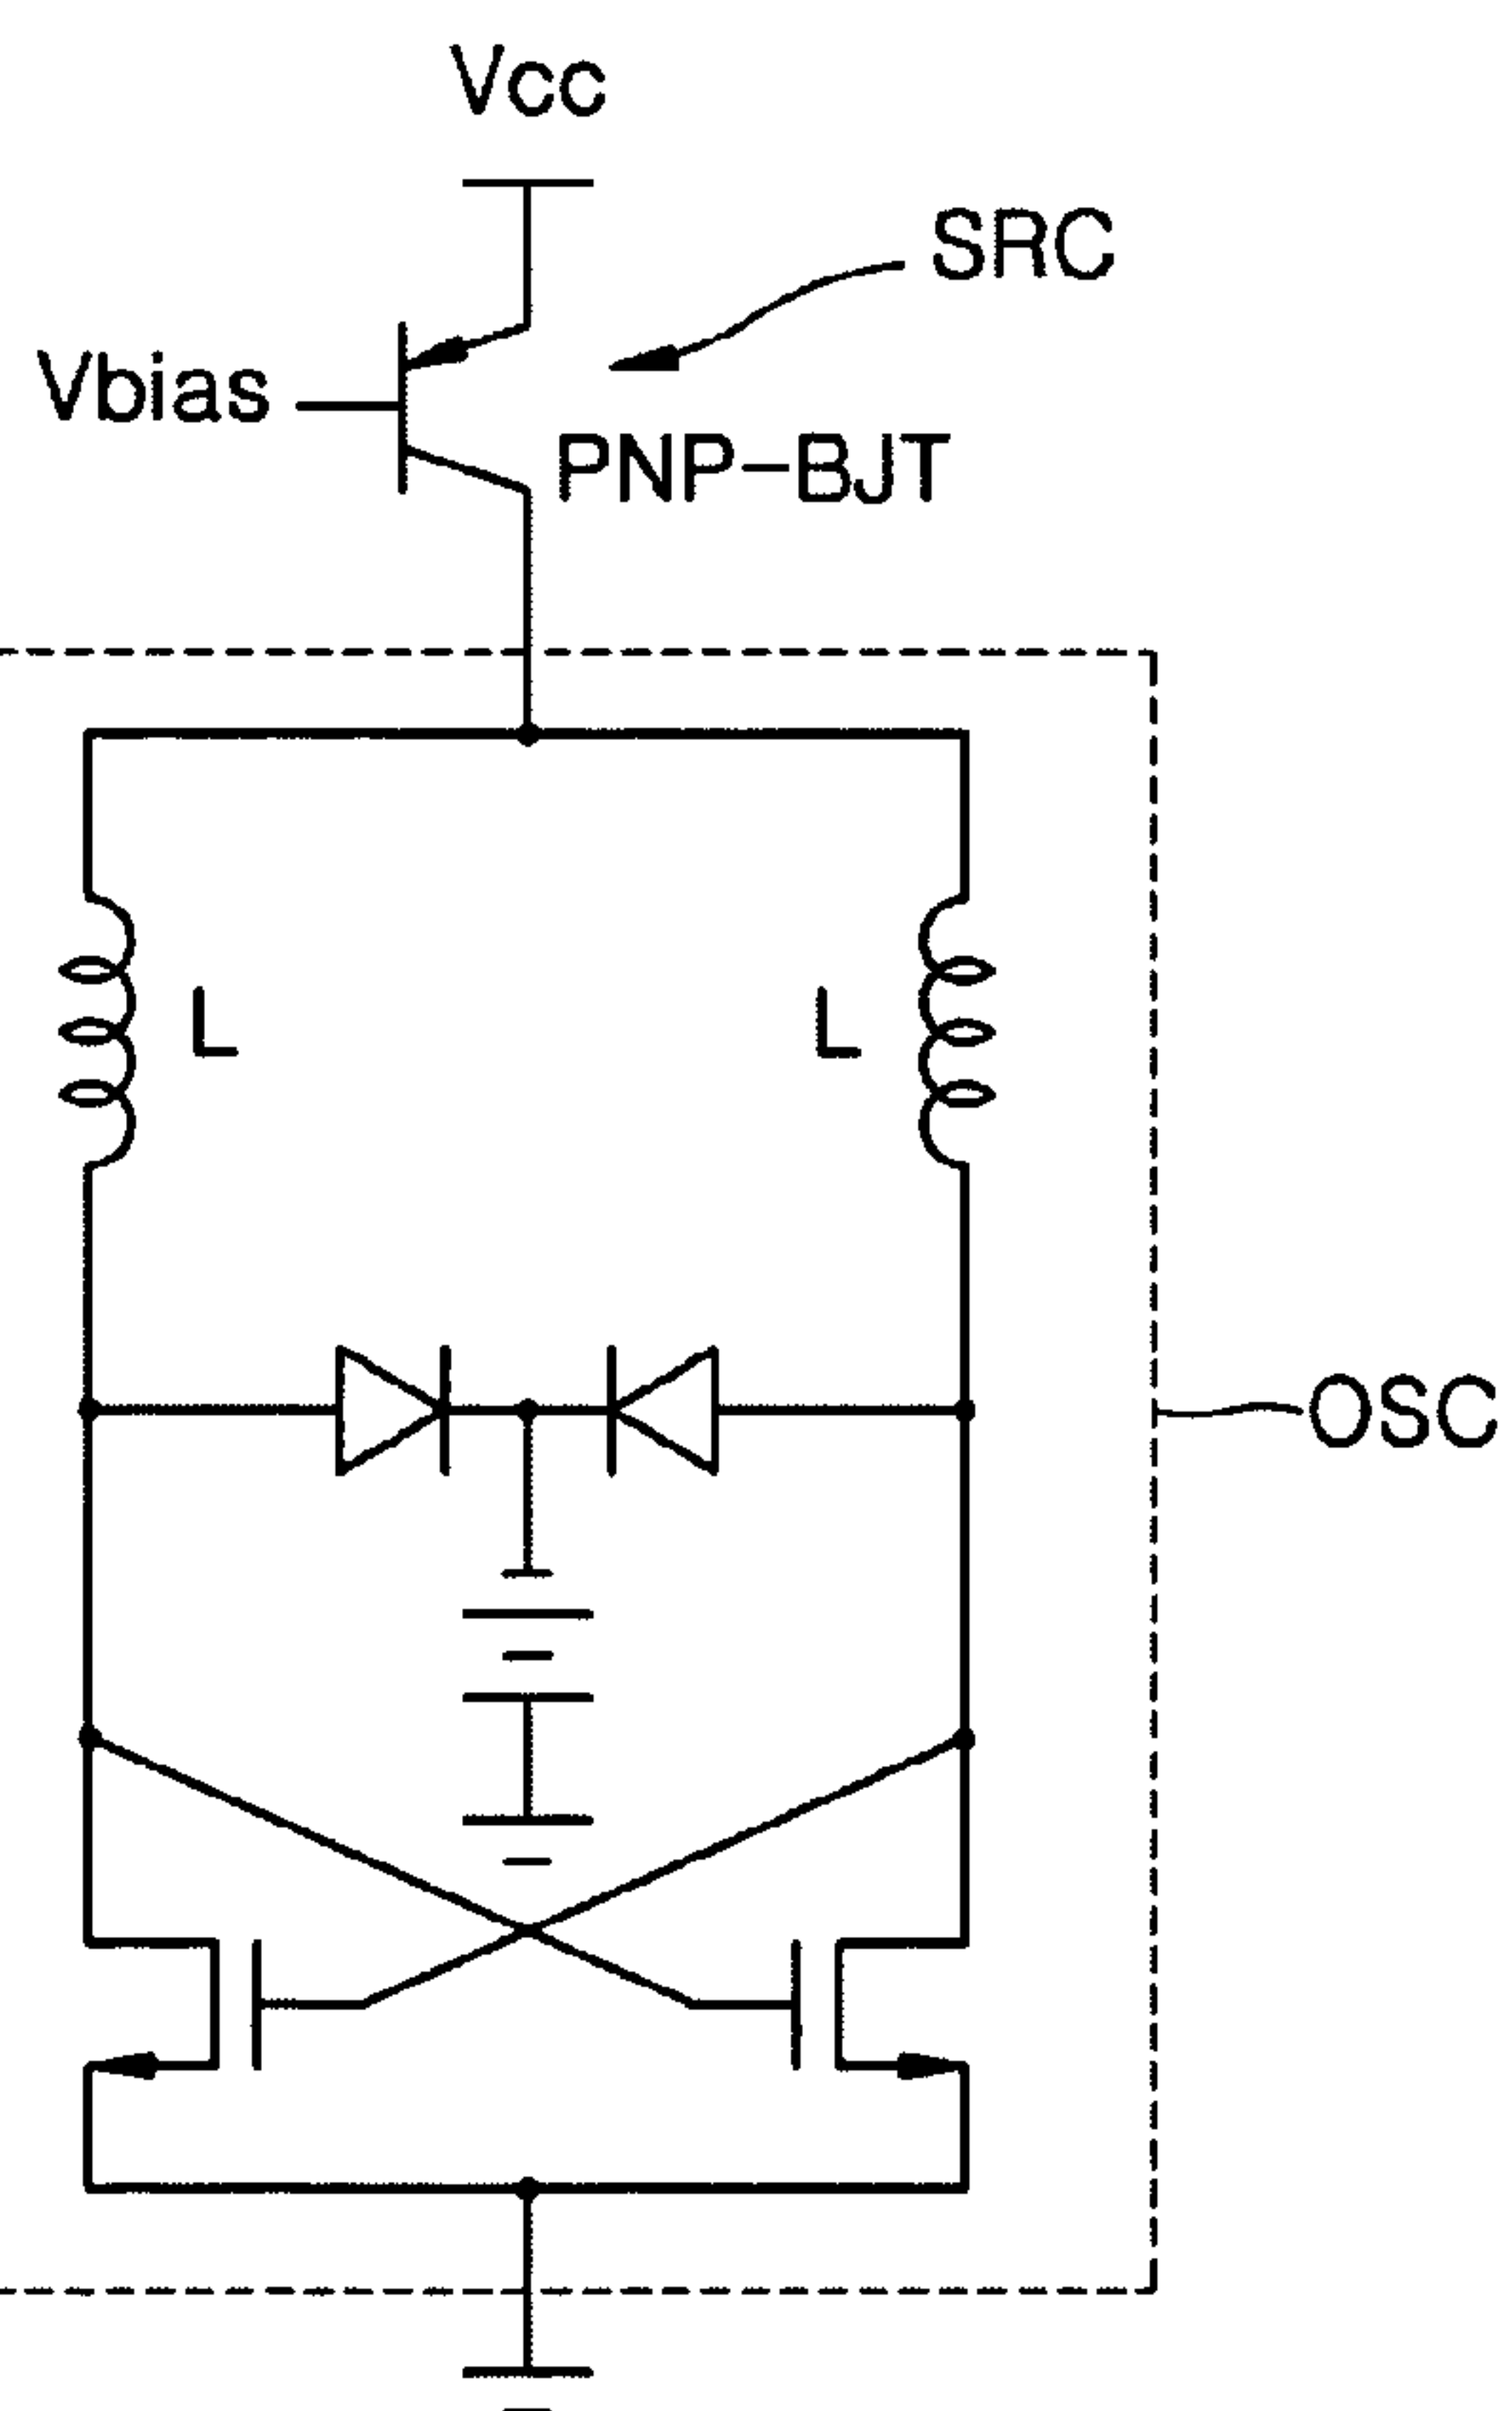 Vcc
SRC
Vbias
PNP-BJT
L
L
OSC